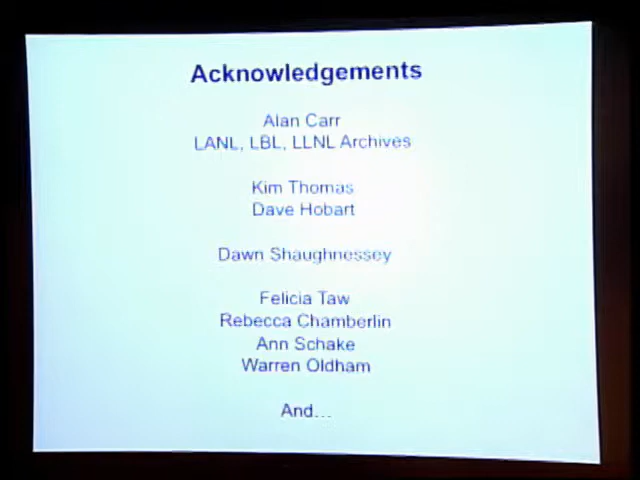 Acknowledgements
Alan Carr
LANL, LBL, LLNL Archives
Kim Thomas
Dave Hobart
Dawn Shaughnessey
Felicia Taw
Rebecca Chamberlin
Ann Schake
Warren Oldham
And...